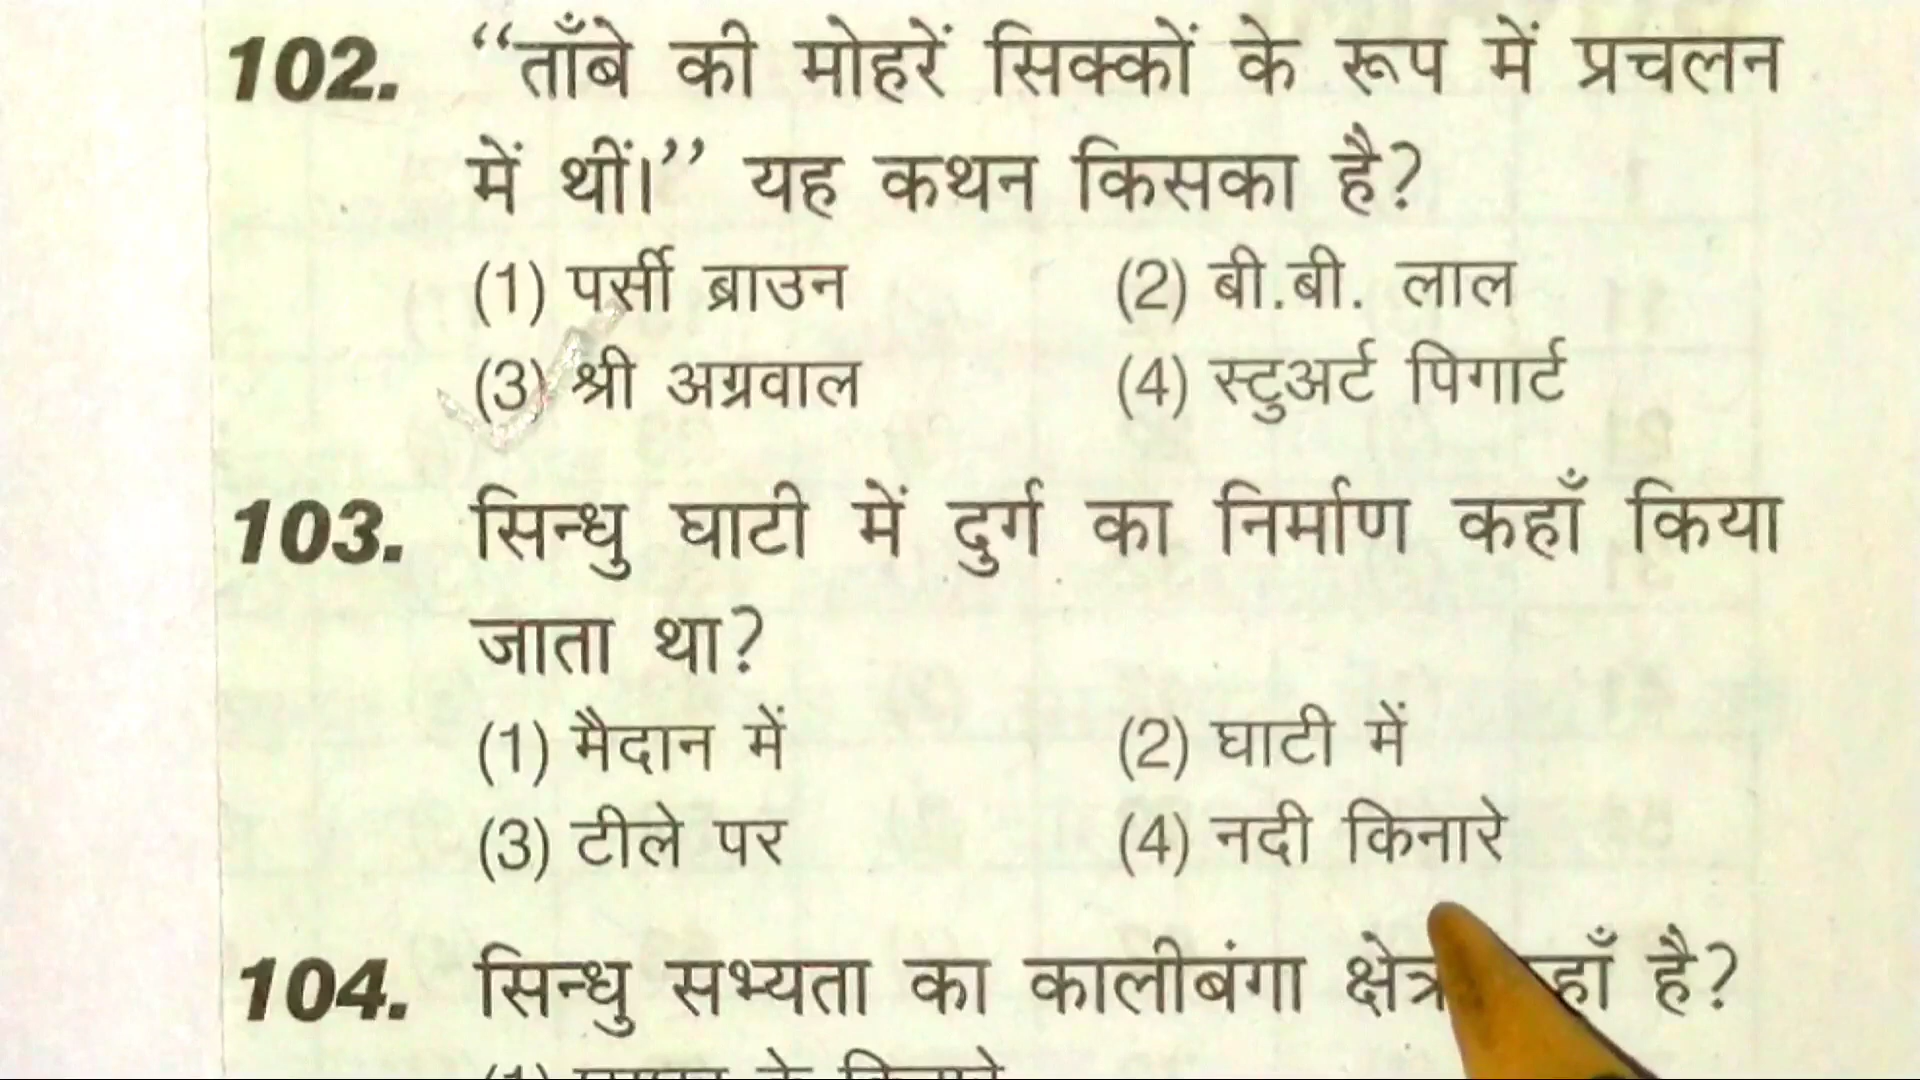 102. “ताँबे की मोहरें सिक्कों के रूप में प्रचलन
में थीं।” यह कथन किसका है?
(1) पर्सी ब्राउन (2) बी.बी. लाल
(3) श्री अग्रवाल (4) स्टुअर्ट पिगार्ट
103. सिन्धु घाटी में दुर्ग का निर्माण कहाँ किया
जाता था?
(1) मैदान में (2) घाटी में
(3) टीले पर (4) नदी किनारे
104. सिन्धु सभ्यता का कालीबंगा क्षेत्र है?
(1) के किनारे